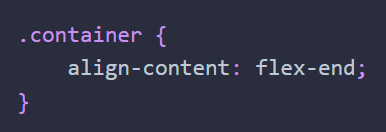 .container {
    align-content: flex-end;
}